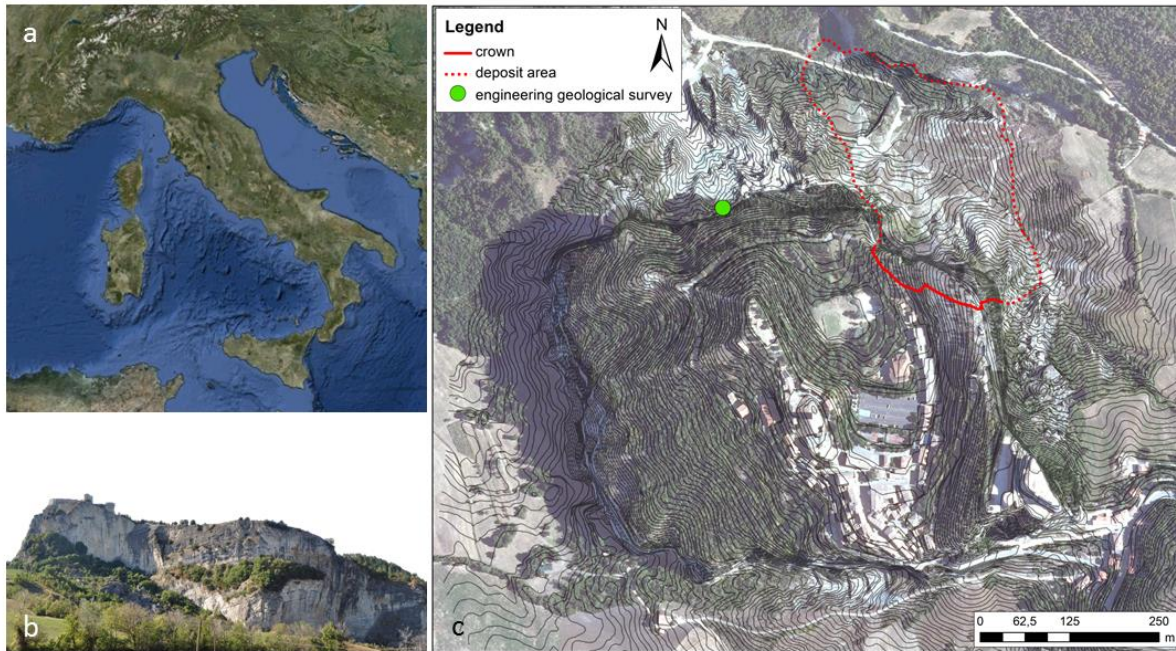 a
Legend
N
crown
deposit area
engineering geological survey
b
c
0 62,5 125 250
m